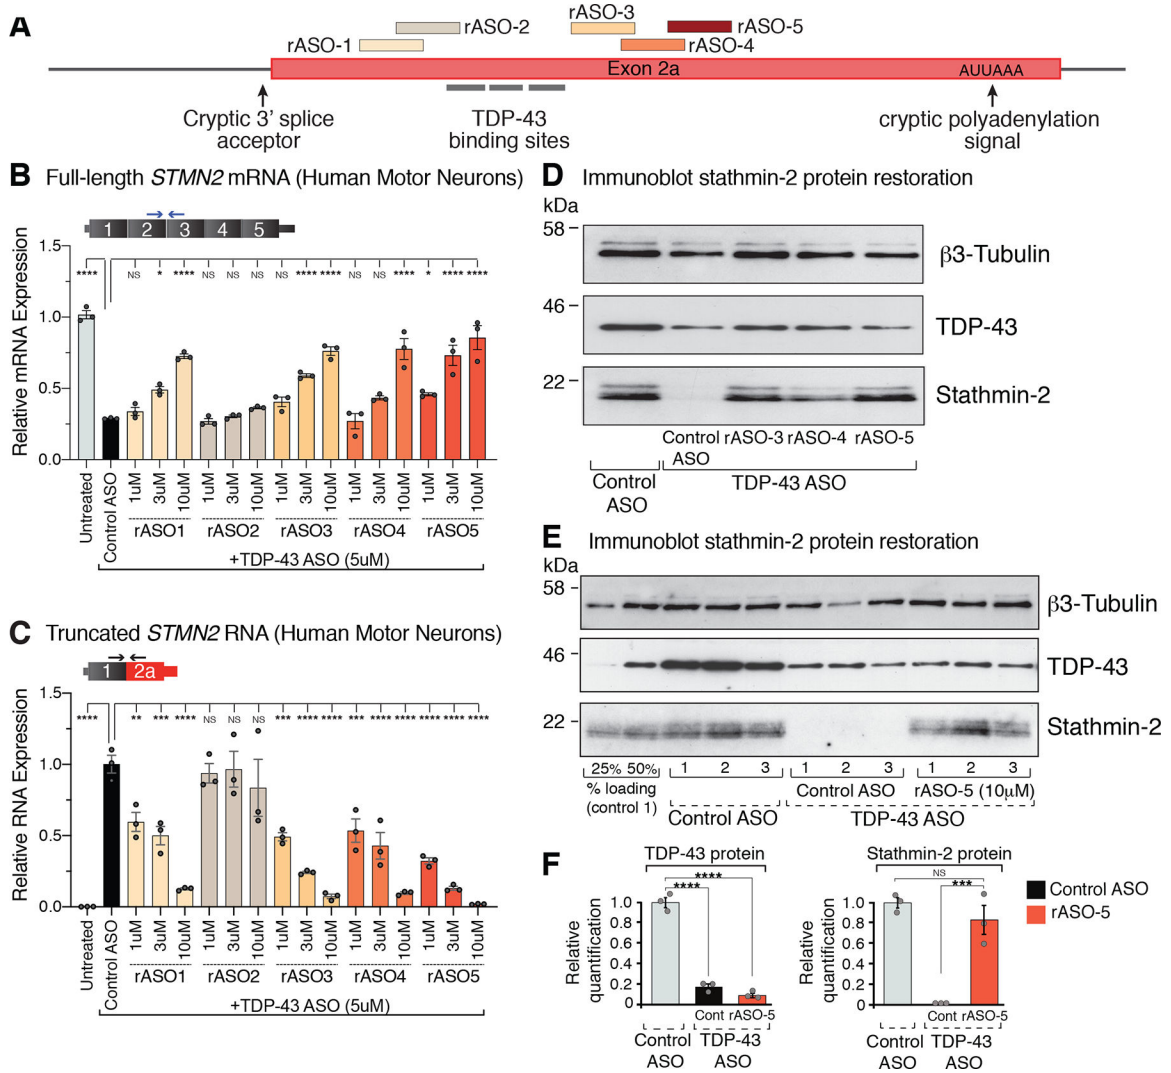 A
rASO-1
rASO-2
rASO-3
rASO-5
rASO-4
Exon 2a
AUUAAA
Cryptic 3’ splice
acceptor
TDP-43
binding sites
cryptic polyadenylation
signal
B Full-length STMN2 mRNA (Human Motor Neurons)
1 2 3 4 5
Relative mRNA Expression
1.5
1.0
0.5
0.0
**** NS * **** NS NS NS NS **** **** NS NS **** * **** ****
Untreated
Control ASO
1uM 3uM 10uM 1uM 3uM 10uM 1uM 3uM 10uM 1uM 3uM 10uM 1uM 3uM 10uM
rASO1 rASO2 rASO3 rASO4 rASO5
+TDP-43 ASO (5uM)
C Truncated STMN2 RNA (Human Motor Neurons)
1 2a
Relative RNA Expression
1.5
1.0
0.5
0.0
**** ** *** **** NS NS NS *** **** **** *** **** **** **** **** ****
Untreated
Control ASO
1uM 3uM 10uM 1uM 3uM 10uM 1uM 3uM 10uM 1uM 3uM 10uM 1uM 3uM 10uM
rASO1 rASO2 rASO3 rASO4 rASO5
+TDP-43 ASO (5uM)
D Immunoblot stathmin-2 protein restoration
kDa
58
β3-Tubulin
46
TDP-43
22
Stathmin-2
Control rASO-3 rASO-4 rASO-5
ASO
Control
ASO
TDP-43 ASO
E Immunoblot stathmin-2 protein restoration
kDa
58
β3-Tubulin
46
TDP-43
22
Stathmin-2
25% 50% 1 2 3 1 2 3 1 2 3
% loading
(control 1)
Control ASO
rASO-5 (10μM)
Control ASO
TDP-43 ASO
F
TDP-43 protein
Relative
quantification
1.0
0.8
0.6
0.4
0.2
0
****
****
Cont rASO-5
Control
ASO
TDP-43
ASO
Stathmin-2 protein
Relative
quantification
1.0
0.8
0.6
0.4
0.2
0
NS
***
Cont rASO-5
Control
ASO
TDP-43
ASO
Control ASO
rASO-5